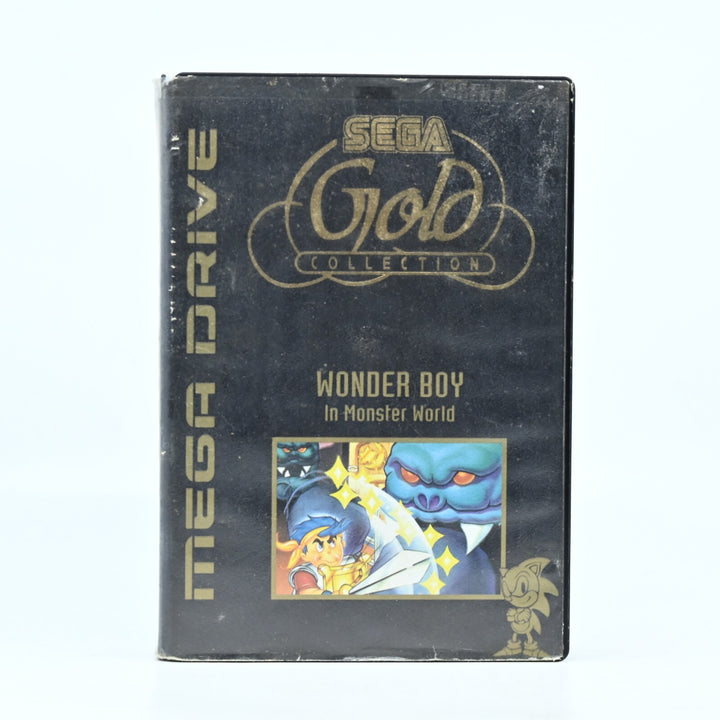 MEGA DRIVE
SEGA
Gold
COLLECTION
WONDER BOY
In Monster World